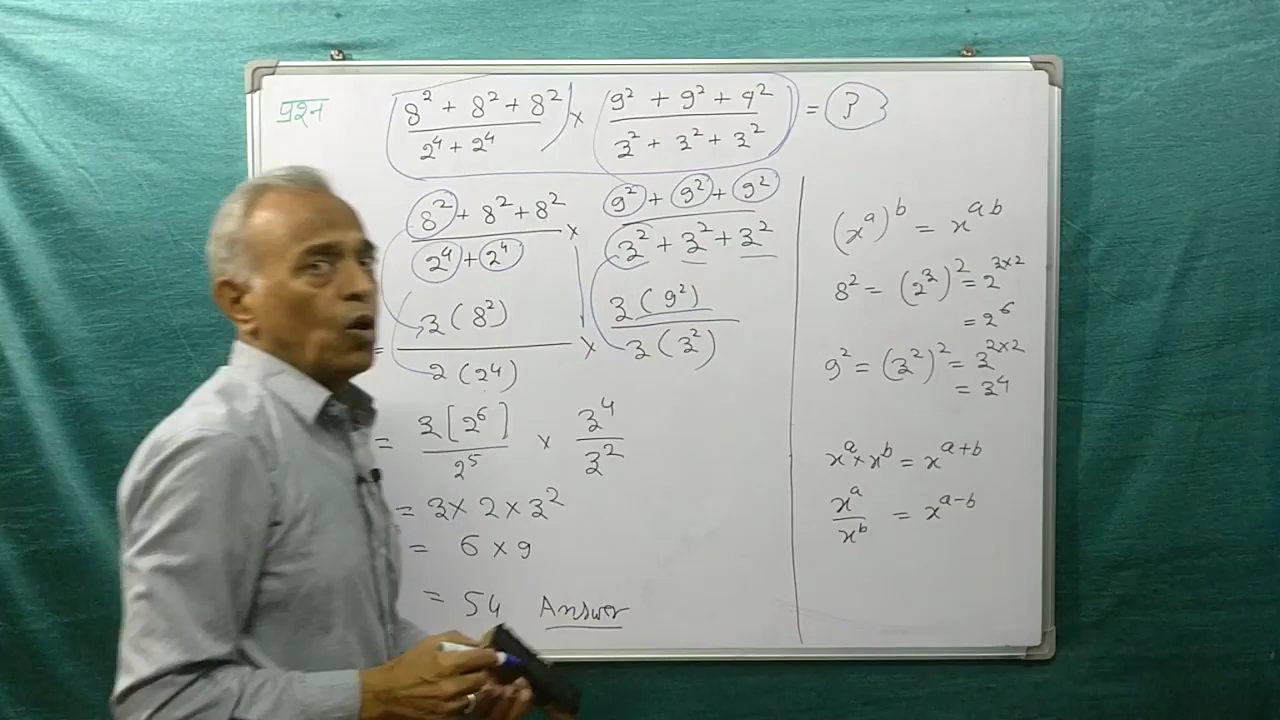 प्रश्न
8² + 8² + 8² / 2⁴ + 2⁴ × 9² + 9² + 9² / 3² + 3² + 3² = ?
8² + 8² + 8² / 2⁴ + 2⁴ × 9² + 9² + 9² / 3² + 3² + 3²
= 3 (8²) / 2 (2⁴) × 3 (9²) / 3 (3²)
= 3 [2⁶] / 2⁵ × 3⁴ / 3²
= 3 × 2 × 3²
= 6 × 9
= 54 Answer
(xᵃ)ᵇ = xᵃᵇ
8² = (2³)² = 2³ˣ²
= 2⁶
9² = (3²)² = 3²ˣ²
= 3⁴
xᵃ × xᵇ = xᵃ⁺ᵇ
xᵃ / xᵇ = xᵃ⁻ᵇ